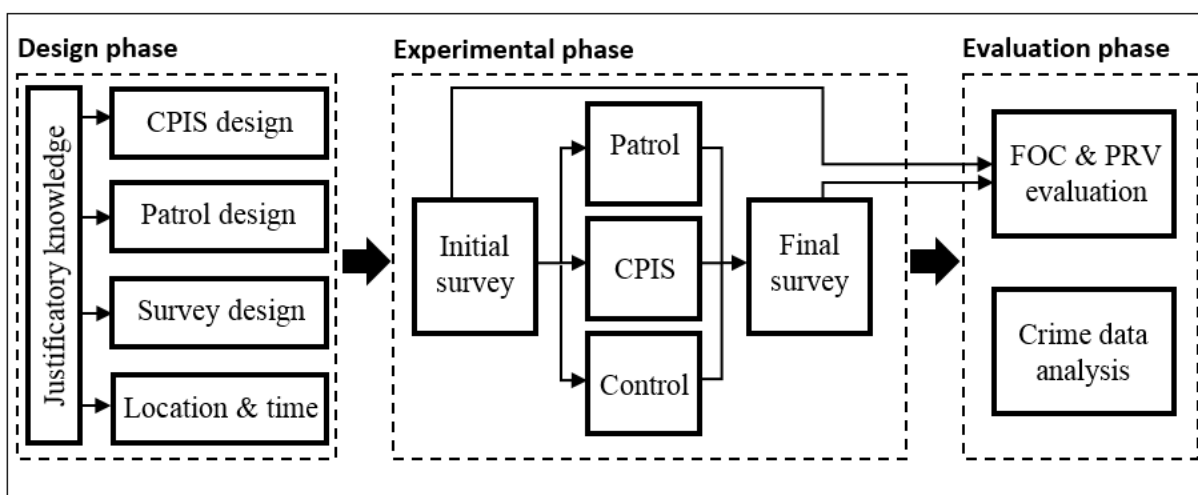 Design phase
Justificatory knowledge
CPIS design
Patrol design
Survey design
Location & time
Experimental phase
Initial
survey
Patrol
CPIS
Control
Final
survey
Evaluation phase
FOC & PRV
evaluation
Crime data
analysis